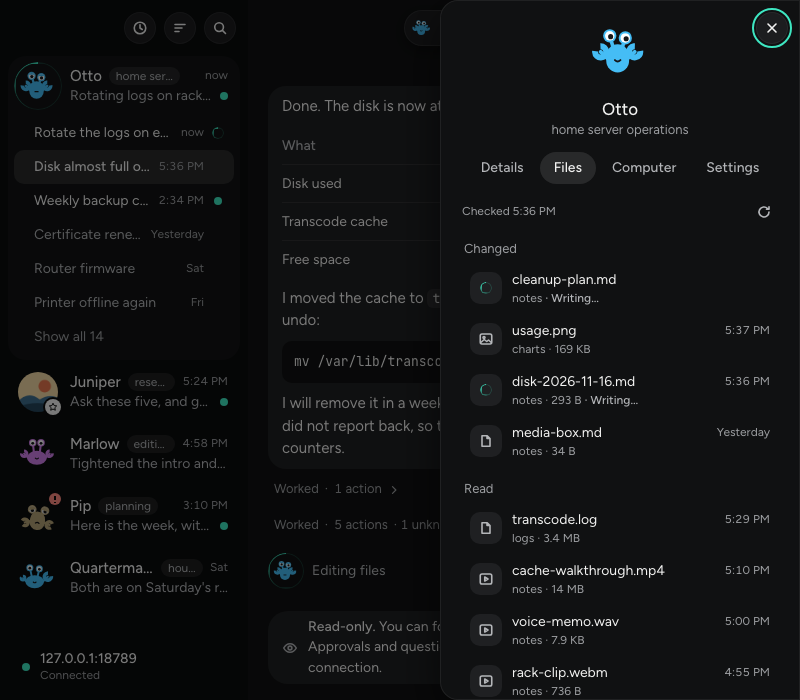 Otto home ser... now
Rotating logs on rack...
Rotate the logs on e... now
Disk almost full o... 5:36 PM
Weekly backup c... 2:34 PM
Certificate rene... Yesterday
Router firmware Sat
Printer offline again Fri
Show all 14
Juniper rese... 5:24 PM
Ask these five, and g...
Marlow editi... 4:58 PM
Tightened the intro and...
Pip planning 3:10 PM
Here is the week, wit...
Quarterma... hou... Sat
Both are on Saturday's r...
127.0.0.1:18789
Connected
Done. The disk is now at
What
Disk used
Transcode cache
Free space
I moved the cache to
undo:
mv /var/lib/transco
I will remove it in a week
did not report back, so t
counters.
Worked · 1 action
Worked · 5 actions · 1 unkn
Editing files
Read-only. You can fo
Approvals and questi
connection.
Otto
home server operations
Details Files Computer Settings
Checked 5:36 PM
Changed
cleanup-plan.md
notes · Writing...
usage.png 5:37 PM
charts · 169 KB
disk-2026-11-16.md 5:36 PM
notes · 293 B · Writing...
media-box.md Yesterday
notes · 34 B
Read
transcode.log 5:29 PM
logs · 3.4 MB
cache-walkthrough.mp4 5:10 PM
notes · 14 MB
voice-memo.wav 5:00 PM
notes · 7.9 KB
rack-clip.webm 4:55 PM
notes · 736 B